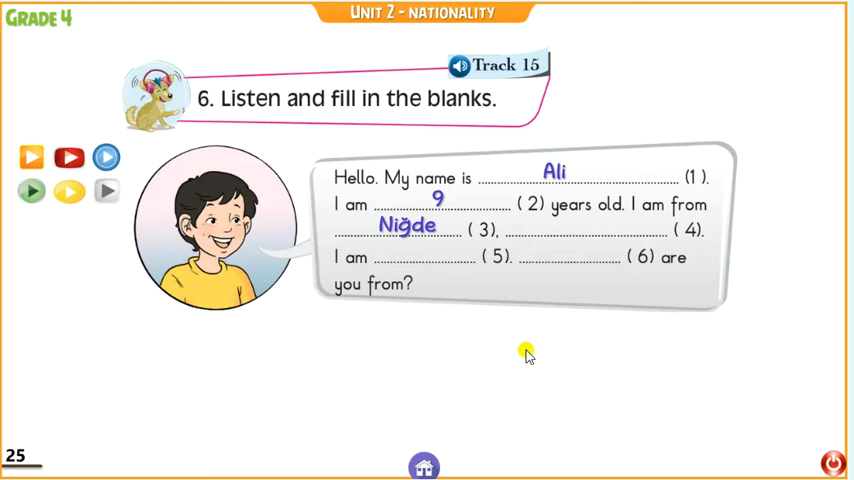 GRADE 4
UNIT 2 - NATIONALITY
Track 15
6. Listen and fill in the blanks.
Hello. My name is Ali (1 ).
I am 9 ( 2) years old. I am from
Niğde ( 3), ( 4).
I am ( 5). ( 6) are
you from?
25